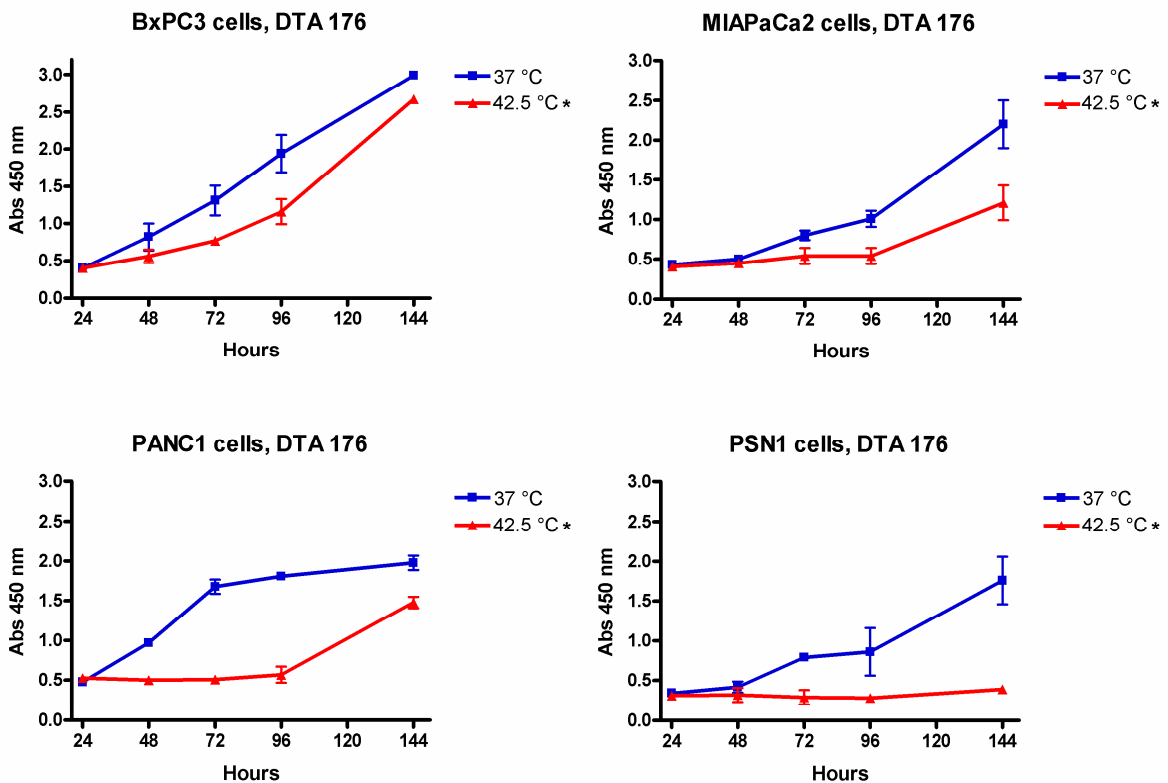 BxPC3 cells, DTA 176
Abs 450 nm
3.0
2.5
2.0
1.5
1.0
0.5
0.0
24 48 72 96 120 144
Hours
37 °C
42.5 °C *
MIAPaCa2 cells, DTA 176
Abs 450 nm
3.0
2.5
2.0
1.5
1.0
0.5
0.0
24 48 72 96 120 144
Hours
37 °C
42.5 °C *
PANC1 cells, DTA 176
Abs 450 nm
3.0
2.5
2.0
1.5
1.0
0.5
0.0
24 48 72 96 120 144
Hours
37 °C
42.5 °C *
PSN1 cells, DTA 176
Abs 450 nm
3.0
2.5
2.0
1.5
1.0
0.5
0.0
24 48 72 96 120 144
Hours
37 °C
42.5 °C *